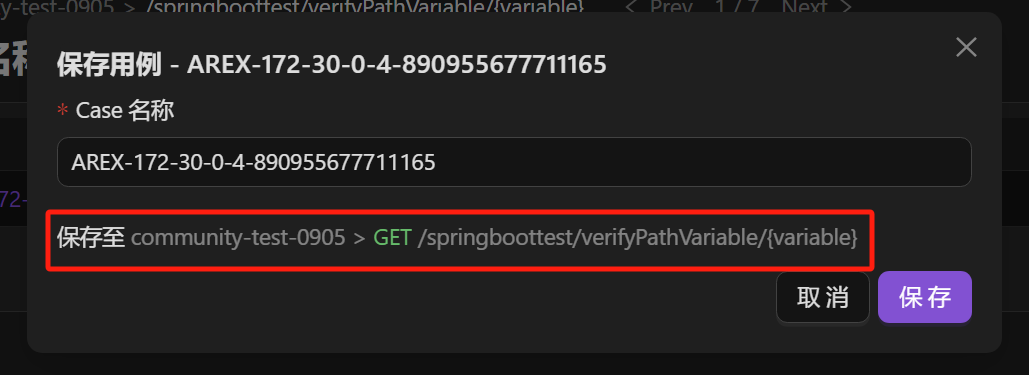 ty-test-0905 > /springboottest/verifyPathVariable/{variable} < Prev 1 / 7 Next >
保存用例 - AREX-172-30-0-4-890955677711165
* Case 名称
AREX-172-30-0-4-890955677711165
72-
保存至 community-test-0905 > GET /springboottest/verifyPathVariable/{variable}
取 消
保 存